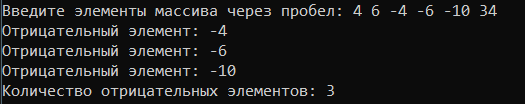 Введите элементы массива через пробел: 4 6 -4 -6 -10 34
Отрицательный элемент: -4
Отрицательный элемент: -6
Отрицательный элемент: -10
Количество отрицательных элементов: 3